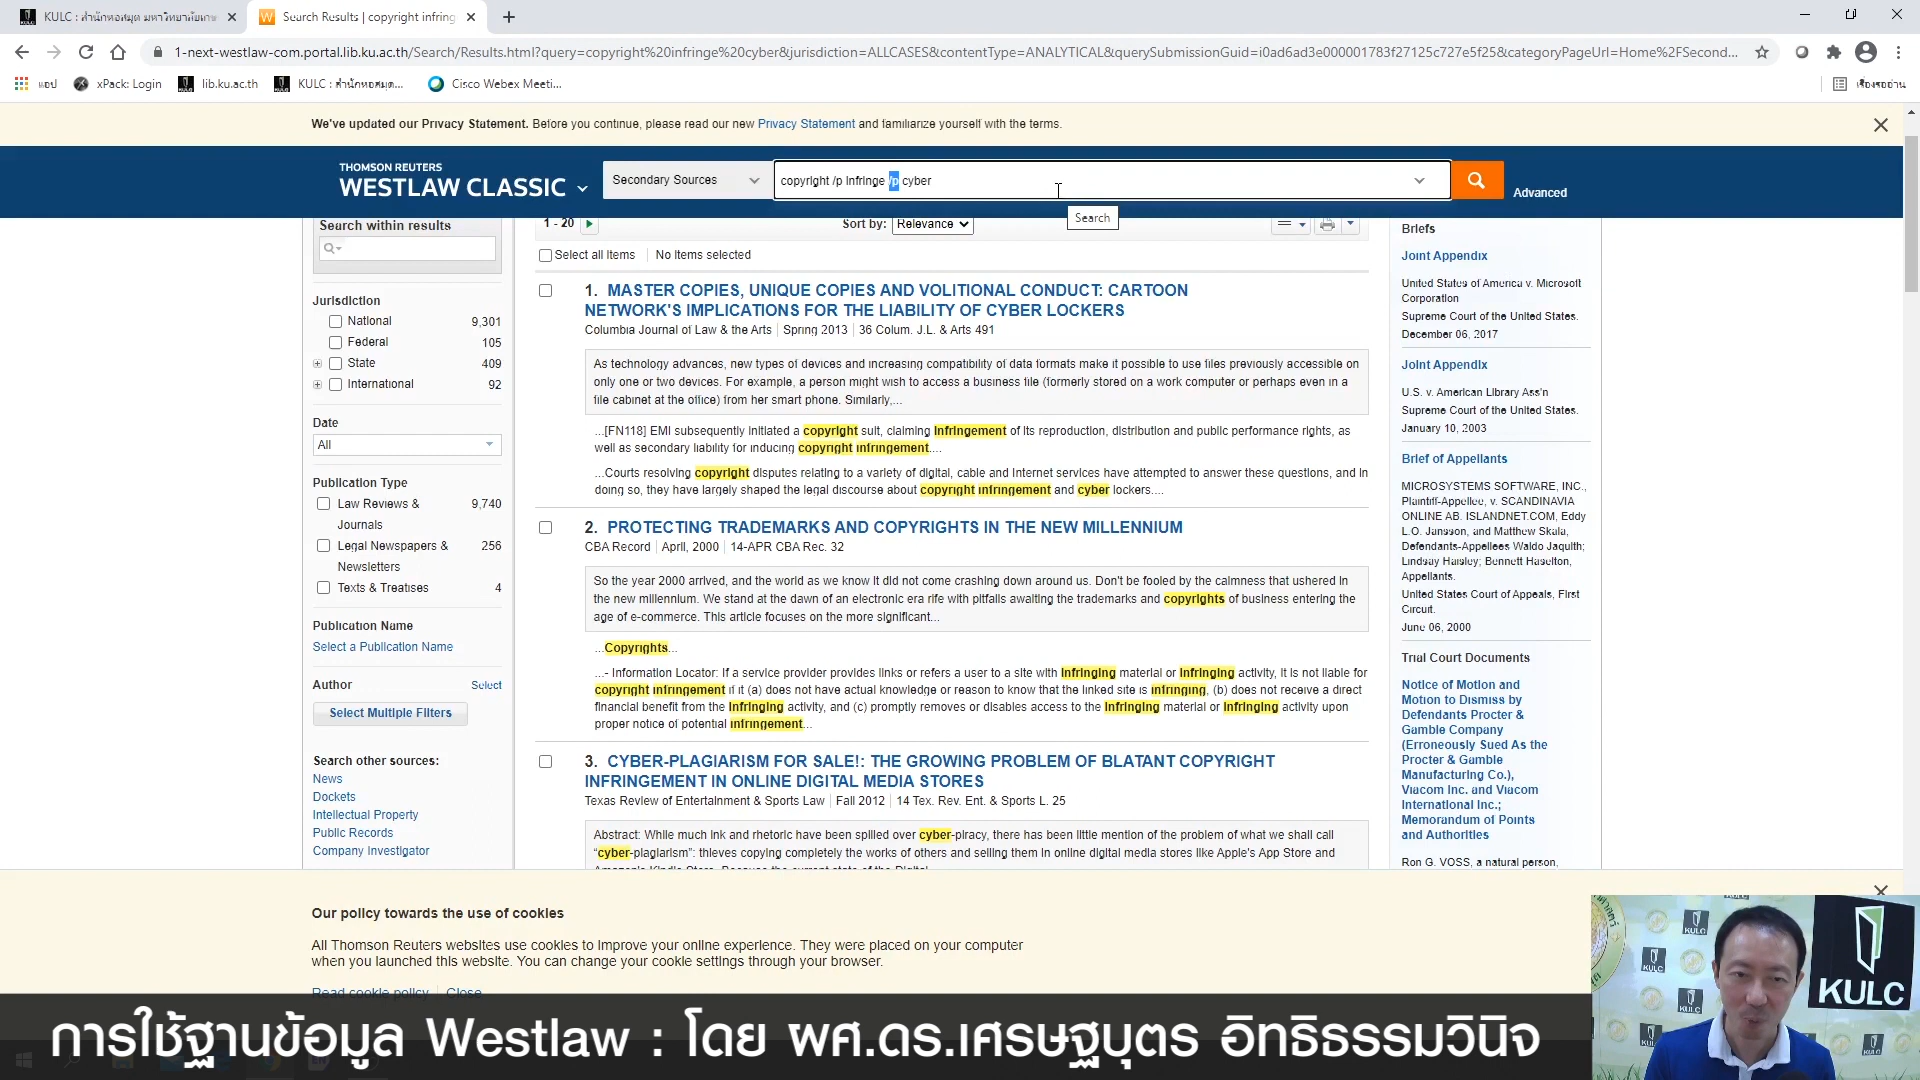 KULC : สำนักหอสมุด มหาวิทยาลัยเกษ
Search Results | copyright infring
1-next-westlaw-com.portal.lib.ku.ac.th/Search/Results.html?query=copyright%20infringe%20cyber&jurisdiction=ALLCASES&contentType=ANALYTICAL&querySubmissionGuid=i0ad6ad3e000001783f27125c727e5f25&categoryPageUrl=Home%2FSecond...
แอป xPack: Login lib.ku.ac.th KULC : สำนักหอสมุด... Cisco Webex Meeti...
We've updated our Privacy Statement. Before you continue, please read our new Privacy Statement and familiarize yourself with the terms.
THOMSON REUTERS
WESTLAW CLASSIC
Secondary Sources
copyright /p infringe /p cyber
Advanced
Search
Search within results
Jurisdiction
National 9,301
Federal 105
State 409
International 92
Date
All
Publication Type
Law Reviews & Journals 9,740
Legal Newspapers & Newsletters 256
Texts & Treatises 4
Publication Name
Select a Publication Name
Author Select
Select Multiple Filters
Search other sources:
News
Dockets
Intellectual Property
Public Records
Company Investigator
1 - 20
Sort by: Relevance
Select all items No items selected
1. MASTER COPIES, UNIQUE COPIES AND VOLITIONAL CONDUCT: CARTOON
NETWORK'S IMPLICATIONS FOR THE LIABILITY OF CYBER LOCKERS
Columbia Journal of Law & the Arts Spring 2013 36 Colum. J.L. & Arts 491
As technology advances, new types of devices and increasing compatibility of data formats make it possible to use files previously accessible on
only one or two devices. For example, a person might wish to access a business file (formerly stored on a work computer or perhaps even in a
file cabinet at the office) from her smart phone. Similarly,...
...[FN118] EMI subsequently initiated a copyright suit, claiming infringement of its reproduction, distribution and public performance rights, as
well as secondary liability for inducing copyright infringement....
...Courts resolving copyright disputes relating to a variety of digital, cable and Internet services have attempted to answer these questions, and in
doing so, they have largely shaped the legal discourse about copyright infringement and cyber lockers....
2. PROTECTING TRADEMARKS AND COPYRIGHTS IN THE NEW MILLENNIUM
CBA Record April, 2000 14-APR CBA Rec. 32
So the year 2000 arrived, and the world as we know it did not come crashing down around us. Don't be fooled by the calmness that ushered in
the new millennium. We stand at the dawn of an electronic era rife with pitfalls awaiting the trademarks and copyrights of business entering the
age of e-commerce. This article focuses on the more significant...
...Copyrights...
...- Information Locator: If a service provider provides links or refers a user to a site with infringing material or infringing activity, it is not liable for
copyright infringement if it (a) does not have actual knowledge or reason to know that the linked site is infringing, (b) does not receive a direct
financial benefit from the infringing activity, and (c) promptly removes or disables access to the infringing material or infringing activity upon
proper notice of potential infringement...
3. CYBER-PLAGIARISM FOR SALE!: THE GROWING PROBLEM OF BLATANT COPYRIGHT
INFRINGEMENT IN ONLINE DIGITAL MEDIA STORES
Texas Review of Entertainment & Sports Law Fall 2012 14 Tex. Rev. Ent. & Sports L. 25
Abstract: While much ink and rhetoric have been spilled over cyber-piracy, there has been little mention of the problem of what we shall call
“cyber-plagiarism”: thieves copying completely the works of others and selling them in online digital media stores like Apple's App Store and
Briefs
Joint Appendix
United States of America v. Microsoft
Corporation
Supreme Court of the United States.
December 06, 2017
Joint Appendix
U.S. v. American Library Ass'n
Supreme Court of the United States.
January 10, 2003
Brief of Appellants
MICROSYSTEMS SOFTWARE, INC.,
Plaintiff-Appellee, v. SCANDINAVIA
ONLINE AB. ISLANDNET.COM, Eddy
L.O. Jansson, and Matthew Skala,
Defendants-Appellees Waldo Jaquith;
Lindsay Haisley; Bennett Haselton,
Appellants.
United States Court of Appeals, First
Circuit.
June 06, 2000
Trial Court Documents
Notice of Motion and
Motion to Dismiss by
Defendants Procter &
Gamble Company
(Erroneously Sued As the
Procter & Gamble
Manufacturing Co.),
Viacom Inc. and Viacom
International Inc.;
Memorandum of Points
and Authorities
Ron G. VOSS, a natural person,
Our policy towards the use of cookies
All Thomson Reuters websites use cookies to improve your online experience. They were placed on your computer
when you launched this website. You can change your cookie settings through your browser.
Read cookie policy Close
KULC
KULC
KULC
การใช้ฐานข้อมูล Westlaw : โดย ผศ.ดร.เศรษฐบุตร อิทธิธรรมวินิจ